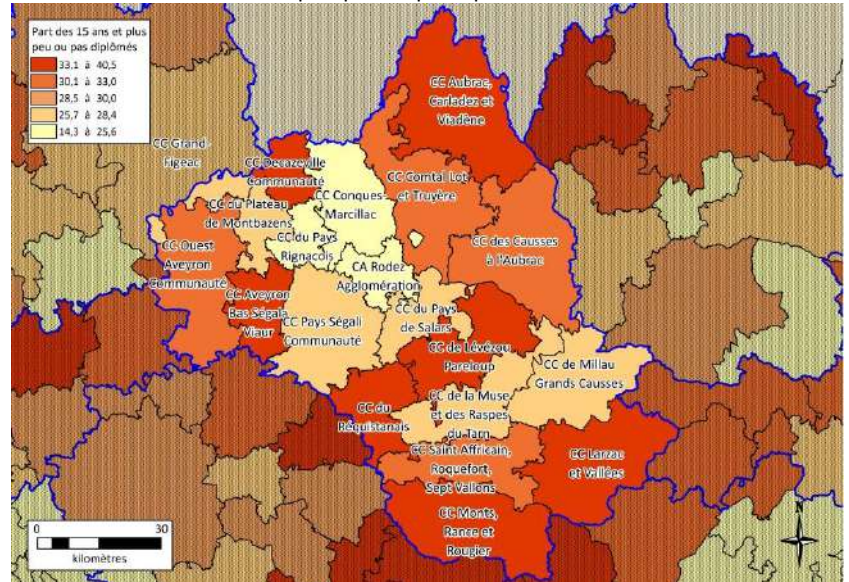 Part des 15 ans et plus
peu ou pas diplômés
33,1 à 40,5
30,1 à 33,0
28,5 à 30,0
25,7 à 28,4
14,3 à 25,6
CC Aubrac,
Carladez et
Viadène
CC Grand-
Figeac
CC Decazeville
Communauté
CC Conques-
Marcillac
CC Comtal Lot
et Truyère
CC du Plateau
de Montbazens
CC du Pays
Rignacois
CC des Causses
à l'Aubrac
CC Ouest
Aveyron
Communauté
CA Rodez
Agglomération
CC Aveyron
Bas Ségala
Viaur
CC Pays Ségali
Communauté
CC du Pays
de Salars
CC de Lévézou
Pareloup
CC de Millau
Grands Causses
CC du
Réquistanais
CC de la Muse
et des Raspes
du Tarn
CC Saint Affricain,
Roquefort,
Sept Vallons
CC Larzac
et Vallées
CC Monts,
Rance et
Rougier
0 30
kilomètres
N